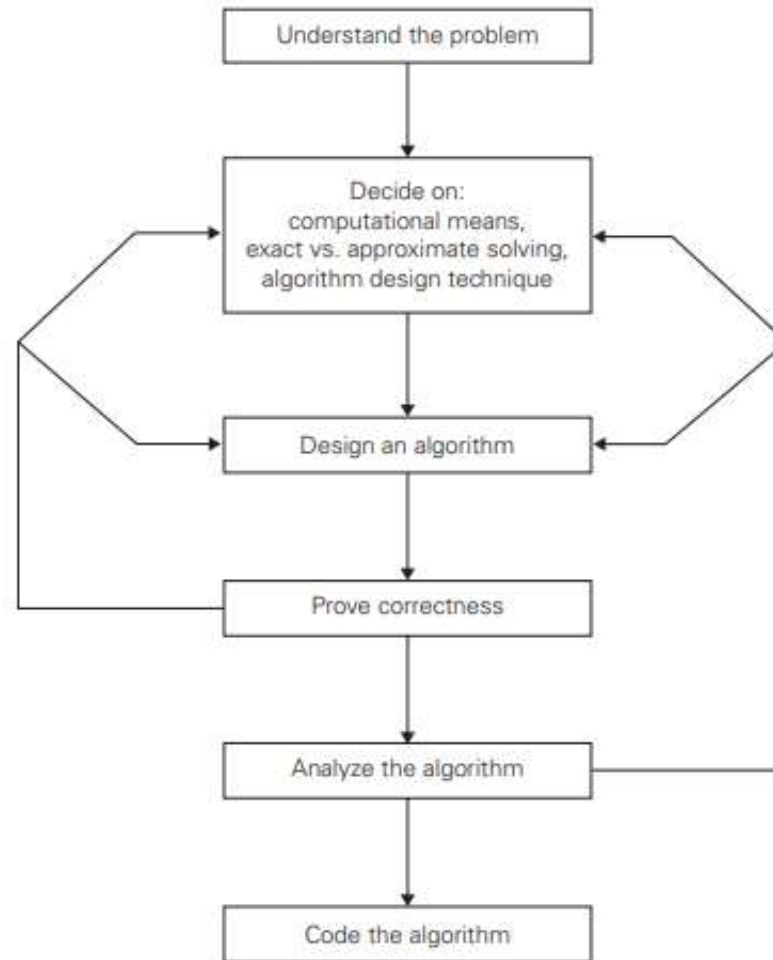 Understand the problem
Decide on:
computational means,
exact vs. approximate solving,
algorithm design technique
Design an algorithm
Prove correctness
Analyze the algorithm
Code the algorithm